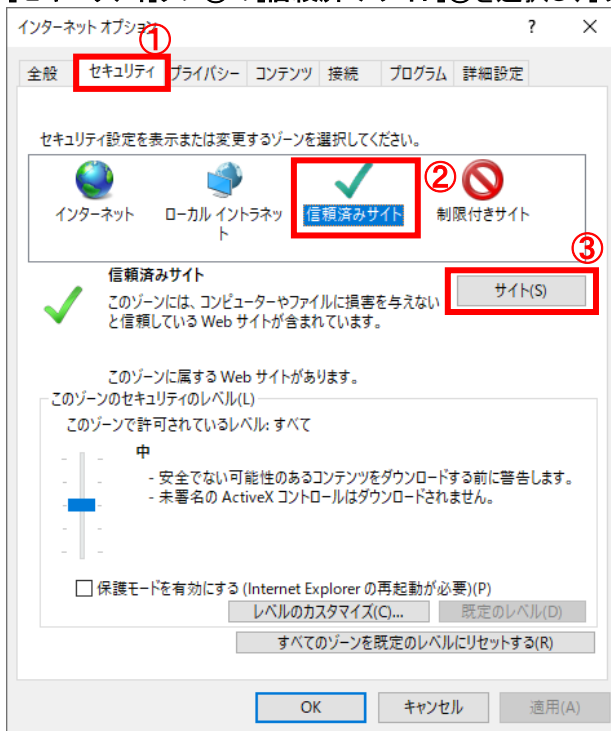 インターネット オプション
?
×
①
全般 セキュリティ プライバシー コンテンツ 接続 プログラム 詳細設定
セキュリティ設定を表示または変更するゾーンを選択してください。
②
インターネット
ローカル イントラネッ
ト
信頼済みサイト
制限付きサイト
③
信頼済みサイト
サイト(S)
このゾーンには、コンピューターやファイルに損害を与えない
と信頼している Web サイトが含まれています。
このゾーンに属する Web サイトがあります。
このゾーンのセキュリティのレベル(L)
このゾーンで許可されているレベル: すべて
中
- 安全でない可能性のあるコンテンツをダウンロードする前に警告します。
- 未署名の ActiveX コントロールはダウンロードされません。
保護モードを有効にする (Internet Explorer の再起動が必要)(P)
レベルのカスタマイズ(C)...
既定のレベル(D)
すべてのゾーンを既定のレベルにリセットする(R)
OK
キャンセル
適用(A)